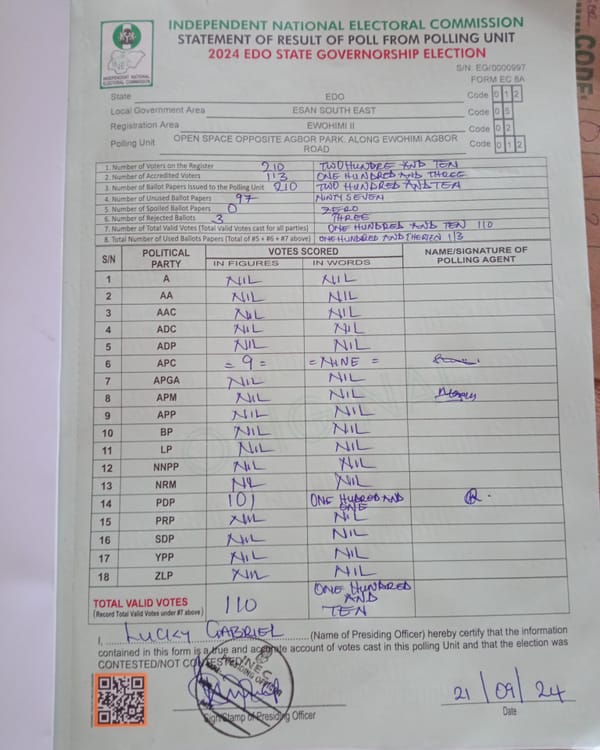 INDEPENDENT NATIONAL ELECTORAL COMMISSION
STATEMENT OF RESULT OF POLL FROM POLLING UNIT
2024 EDO STATE GOVERNORSHIP ELECTION
INDEPENDENT NATIONAL ELECTORAL COMMISSION
S/N: EG/0000997
FORM EC 8A
State EDO Code 0 1 2
Local Government Area ESAN SOUTH EAST Code 0 5
Registration Area EWOHIMI II Code 0 2
Polling Unit OPEN SPACE OPPOSITE AGBOR PARK. ALONG EWOHIMI AGBOR ROAD Code 0 1 2
1. Number of Voters on the Register 210 TWO HUNDRE AND TEN
2. Number of Accredited Voters 113 ONE HUNDRED AND THREE
3. Number of Ballot Papers Issued to the Polling Unit 210 TWO HUNDRED AND TEN
4. Number of Unused Ballot Papers 97 NINTY SEVEN
5. Number of Spoiled Ballot Papers 0 ZERO
6. Number of Rejected Ballots 3 THREE
7. Number of Total Valid Votes (Total Valid Votes cast for all parties) ONE HUNDRED AND TEN 110
8. Total Number of Used Ballots Papers (Total of #5 + #6 + #7 above) ONE HUNDRED AND 113
S/N POLITICAL PARTY VOTES SCORED NAME/SIGNATURE OF POLLING AGENT
IN FIGURES IN WORDS
1 A NIL NIL
2 AA NIL NIL
3 AAC NIL NIL
4 ADC NIL NIL
5 ADP NIL NIL
6 APC = 9 = = NINE =
7 APGA NIL NIL
8 APM NIL NIL
9 APP NIL NIL
10 BP NIL NIL
11 LP NIL NIL
12 NNPP NIL NIL
13 NRM NIL NIL
14 PDP 101 ONE HUDRED AND ONE
15 PRP NIL NIL
16 SDP NIL NIL
17 YPP NIL NIL
18 ZLP NIL NIL
TOTAL VALID VOTES 110 ONE HUNDRED AND TEN
(Record Total Valid Votes under #7 above)
I, LUCKY GABRIEL (Name of Presiding Officer) hereby certify that the information
contained in this form is a true and accurate account of votes cast in this polling Unit and that the election was
CONTESTED/NOT CONTESTED
INEC
PRESIDING OFFICER
21/09/24
Sign/Stamp of Presiding Officer Date